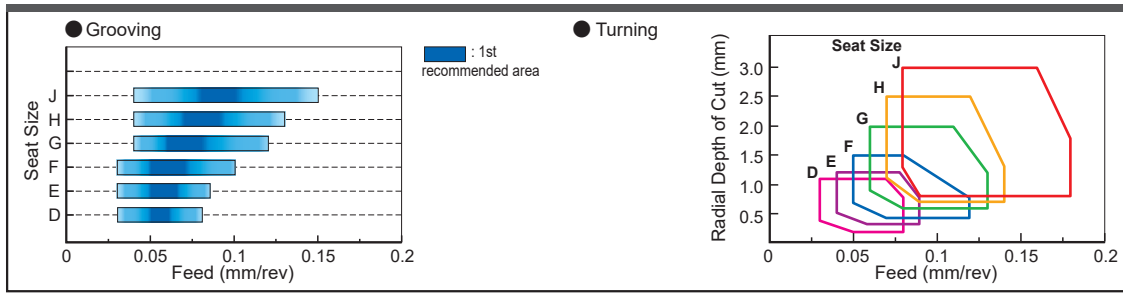 Grooving
: 1st
recommended area
Seat Size
J
H
G
F
E
D
0 0.05 0.1 0.15 0.2
Feed (mm/rev)
Turning
Radial Depth of Cut (mm)
Seat Size
J
H
G
F
E
D
3.0
2.5
2.0
1.5
1.0
0.5
0 0.05 0.1 0.15 0.2
Feed (mm/rev)